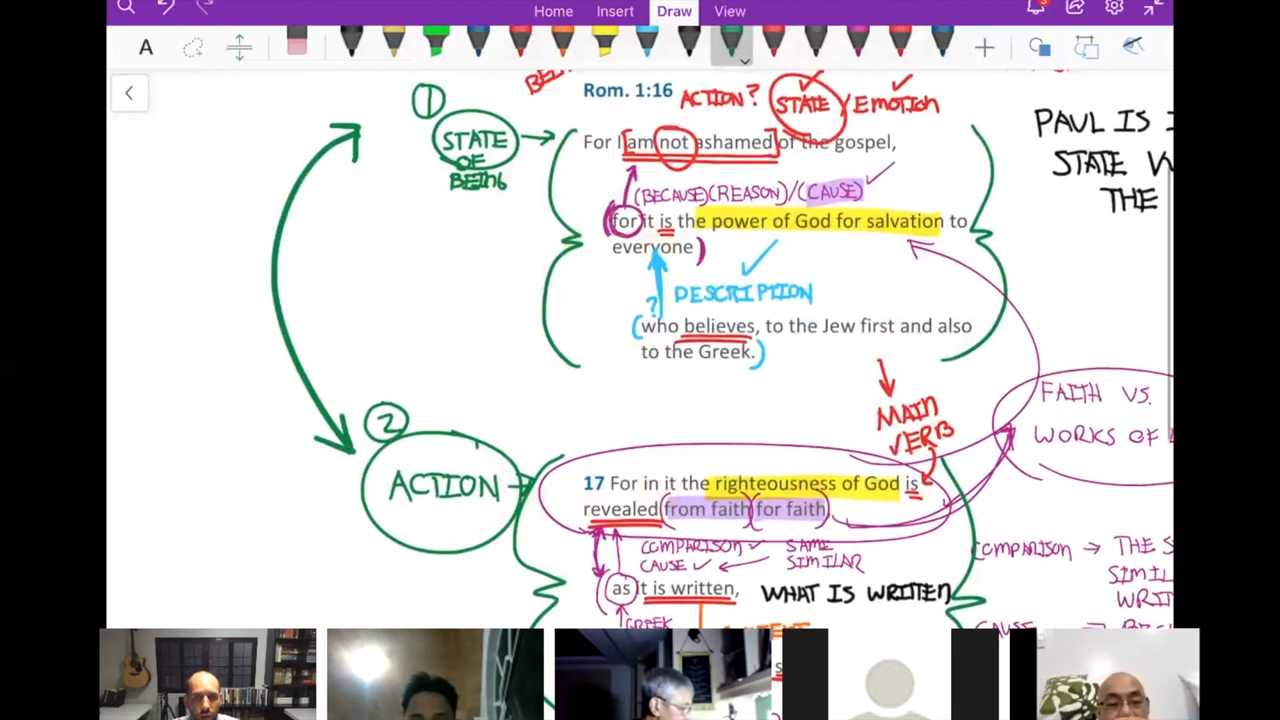 Home Insert Draw View
A
Rom. 1:16 ACTION? STATE / EMOTION
①
STATE
OF
BEING
For I am not ashamed of the gospel,
PAUL IS
STATE
THE
(BECAUSE)(REASON)/(CAUSE)
for it is the power of God for salvation to
everyone)
? DESCRIPTION
(who believes, to the Jew first and also
to the Greek.)
MAIN
VERB
FAITH VS.
WORKS OF
②
ACTION
17 For in it the righteousness of God is
revealed (from faith)(for faith)
COMPARISON SAME
CAUSE SIMILAR
COMPARISON → THE S
SIMIL
WRIT
(as it is written, WHAT IS WRITTEN
GREEK
CAUSE